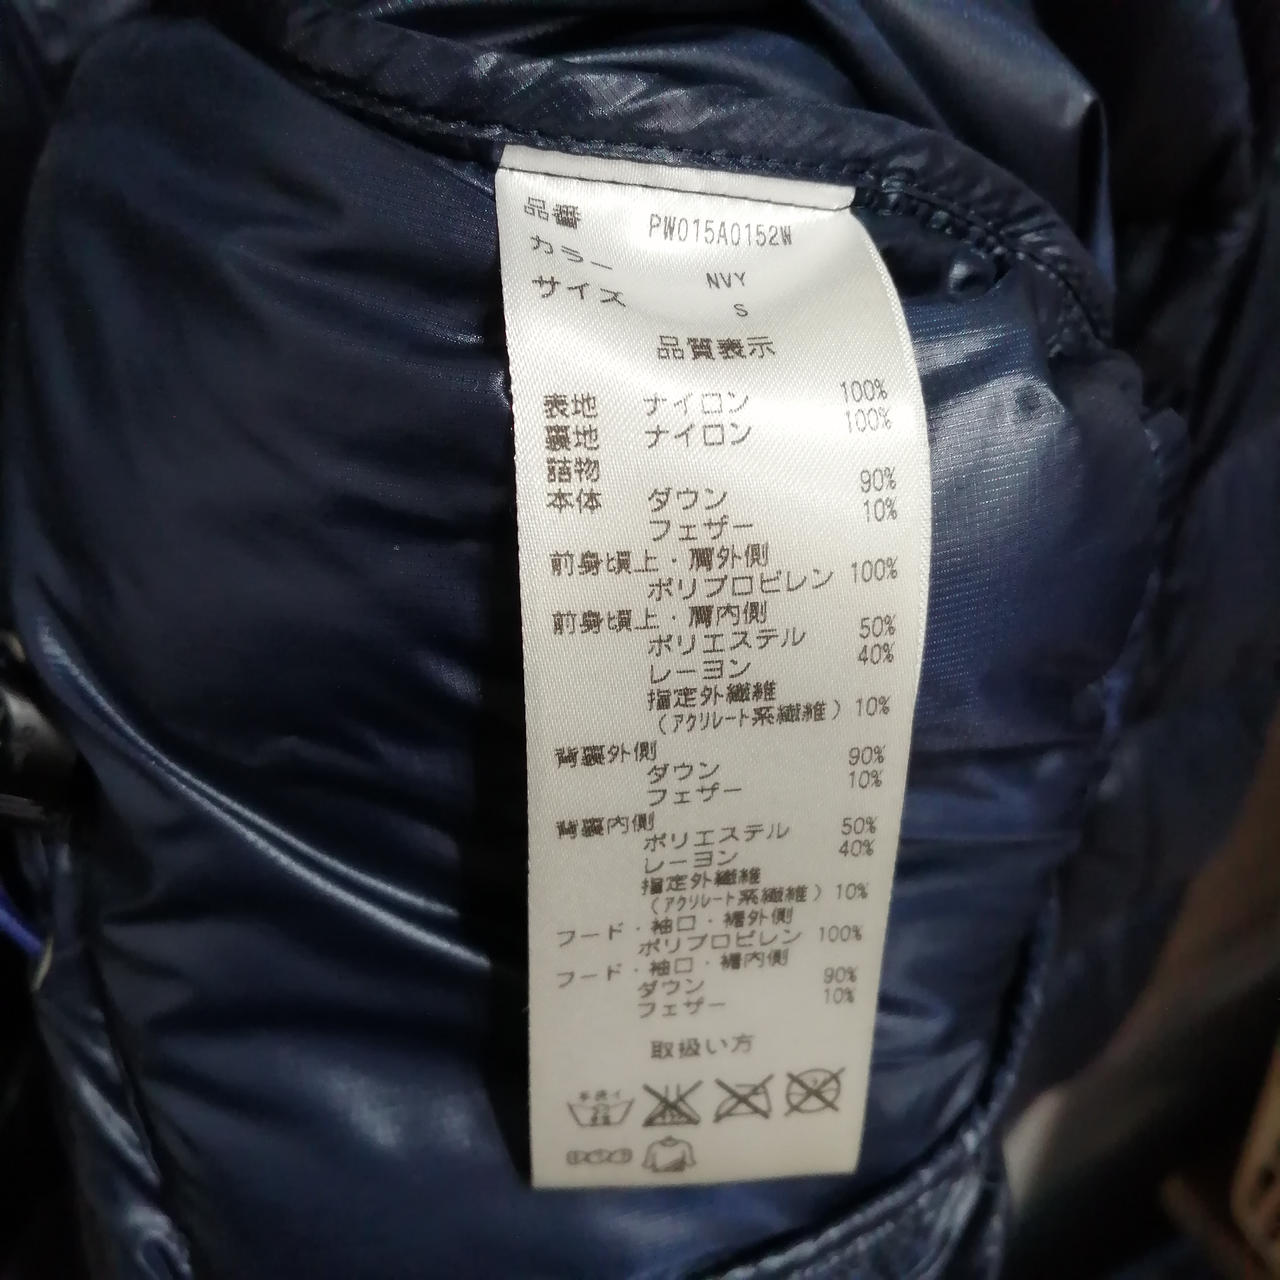 品番 PW015A0152W
カラー NVY
サイズ S
品質表示
表地 ナイロン 100%
裏地 ナイロン 100%
詰物
本体 ダウン 90%
フェザー 10%
前身頃上・肩外側
ポリプロピレン 100%
前身頃上・肩内側
ポリエステル 50%
レーヨン 40%
指定外繊維
(アクリレート系繊維) 10%
背裏外側
ダウン 90%
フェザー 10%
背裏内側
ポリエステル 50%
レーヨン 40%
指定外繊維
(アクリレート系繊維) 10%
フード・袖口・裾外側
ポリプロピレン 100%
フード・袖口・裾内側
ダウン 90%
フェザー 10%
取扱い方
手洗イ